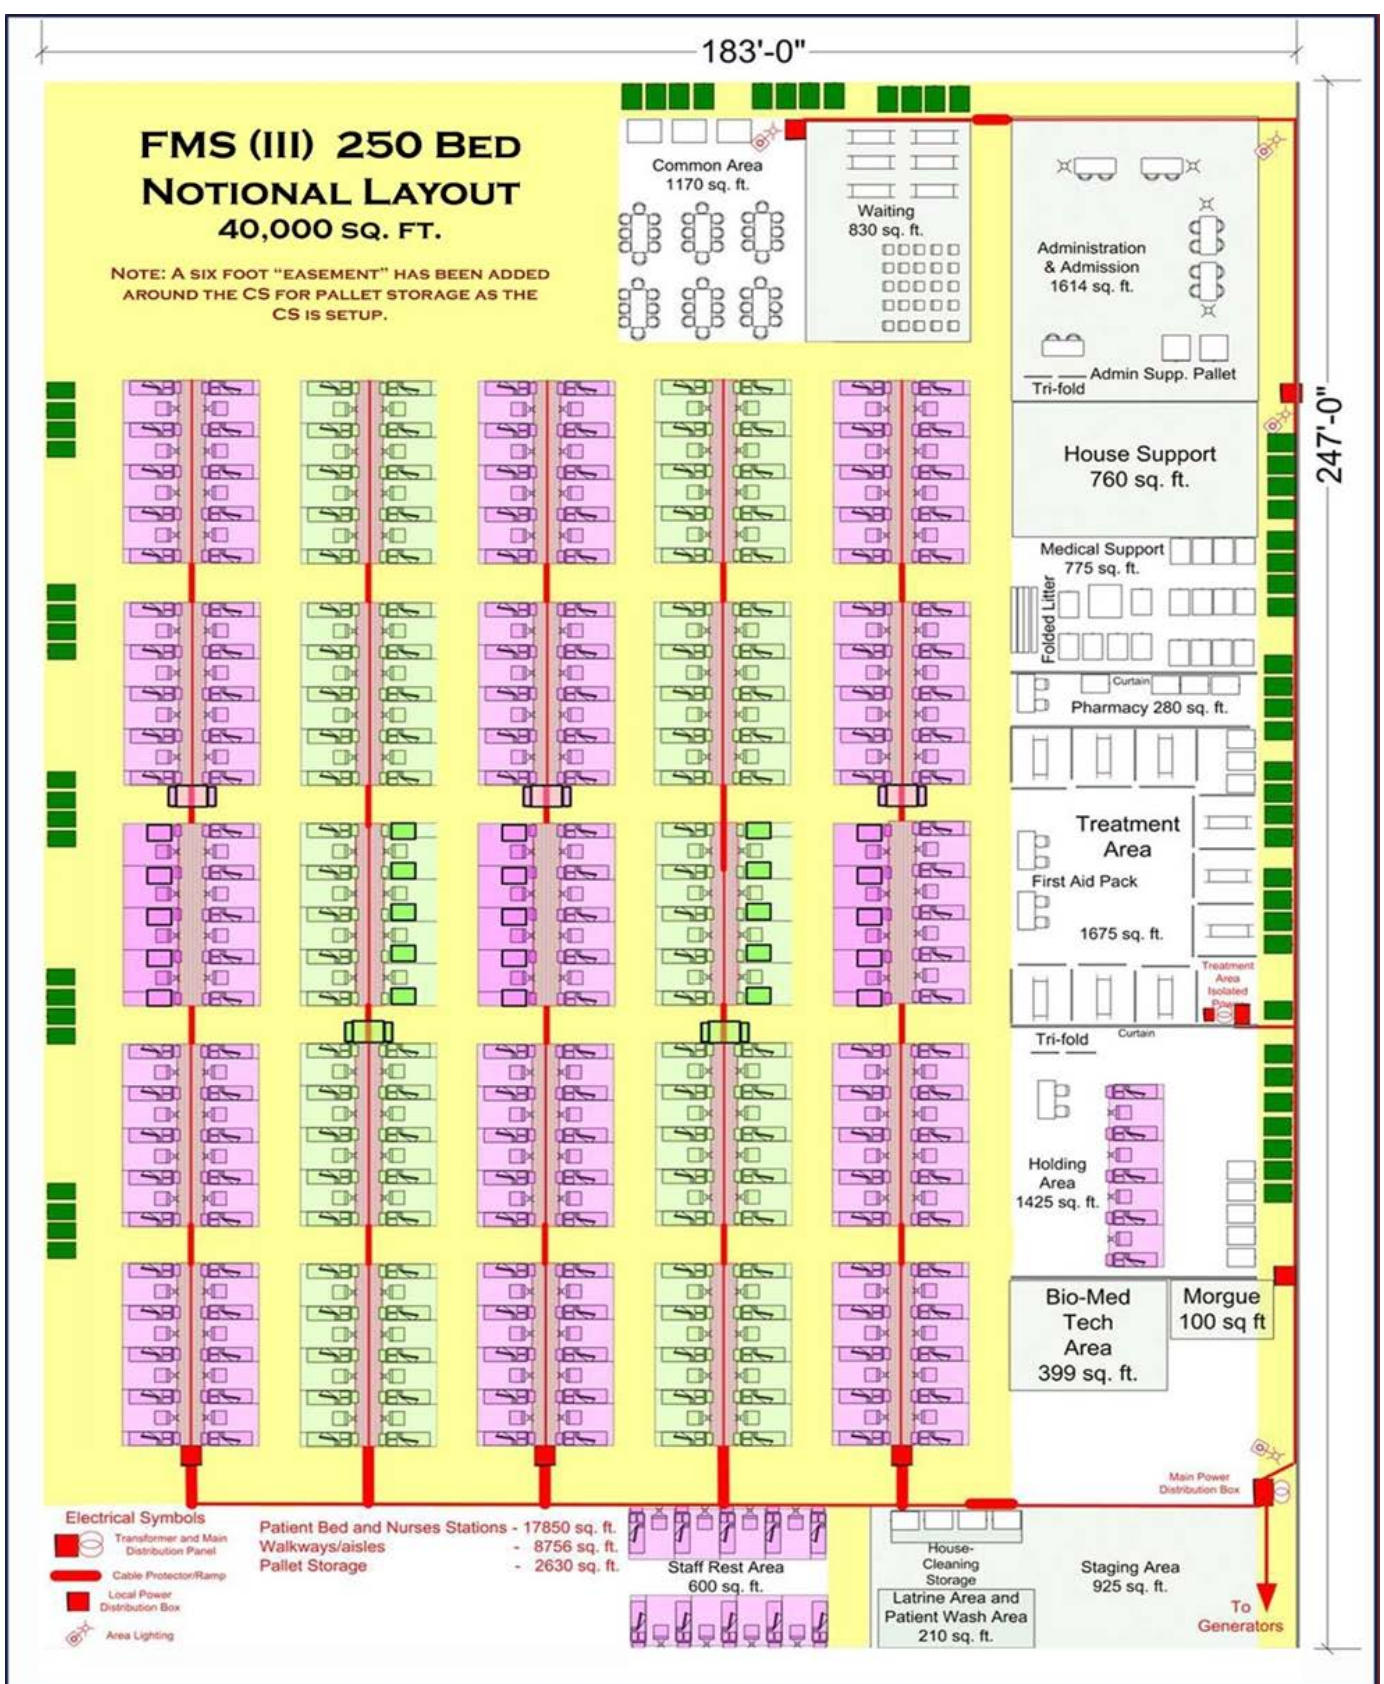 183'-0"
247'-0"
FMS (III) 250 BED
NOTIONAL LAYOUT
40,000 SQ. FT.
NOTE: A SIX FOOT “EASEMENT” HAS BEEN ADDED
AROUND THE CS FOR PALLET STORAGE AS THE
CS IS SETUP.
Common Area
1170 sq. ft.
Waiting
830 sq. ft.
Administration
& Admission
1614 sq. ft.
Admin Supp. Pallet
Tri-fold
House Support
760 sq. ft.
Medical Support
775 sq. ft.
Folded Litter
Curtain
Pharmacy 280 sq. ft.
Treatment
Area
First Aid Pack
1675 sq. ft.
Treatment
Area
Isolated
Power
Tri-fold
Curtain
Holding
Area
1425 sq. ft.
Bio-Med
Tech
Area
399 sq. ft.
Morgue
100 sq ft
Main Power
Distribution Box
Electrical Symbols
Transformer and Main
Distribution Panel
Cable Protector/Ramp
Local Power
Distribution Box
Area Lighting
Patient Bed and Nurses Stations - 17850 sq. ft.
Walkways/aisles - 8756 sq. ft.
Pallet Storage - 2630 sq. ft.
Staff Rest Area
600 sq. ft.
House-
Cleaning
Storage
Latrine Area and
Patient Wash Area
210 sq. ft.
Staging Area
925 sq. ft.
To
Generators